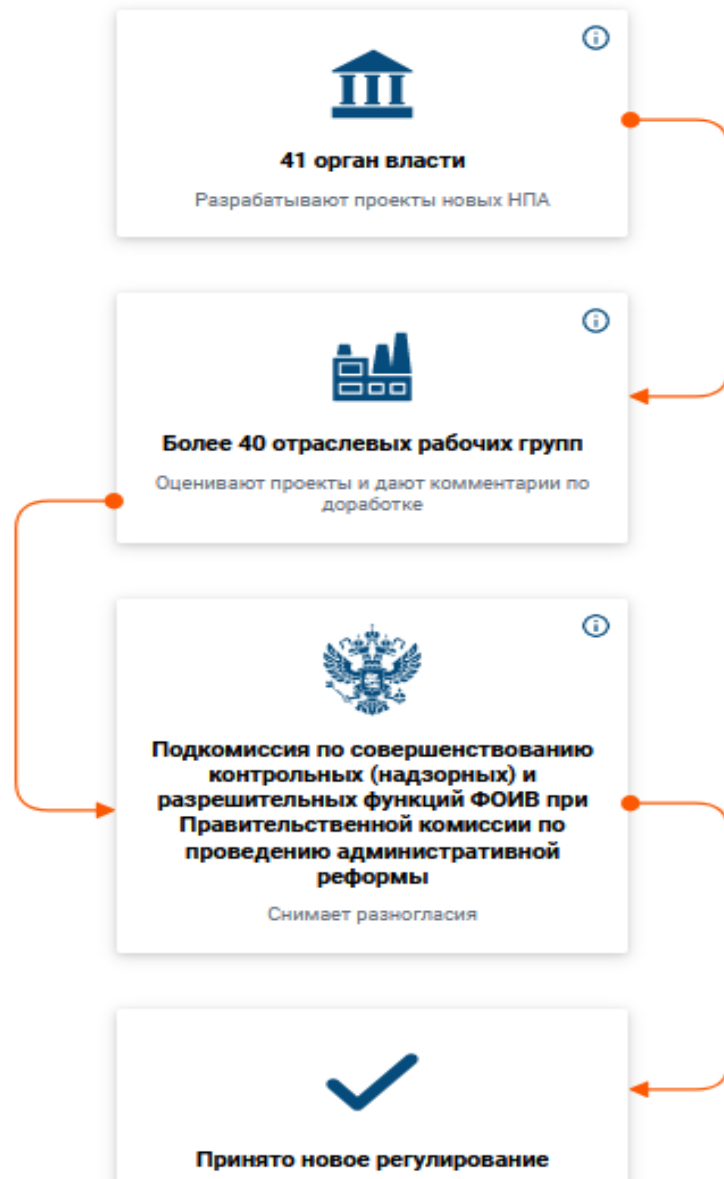 41 орган власти
Разрабатывают проекты новых НПА
Более 40 отраслевых рабочих групп
Оценивают проекты и дают комментарии по
доработке
Подкомиссия по совершенствованию
контрольных (надзорных) и
разрешительных функций ФОИВ при
Правительственной комиссии по
проведению административной
реформы
Снимает разногласия
Принято новое регулирование